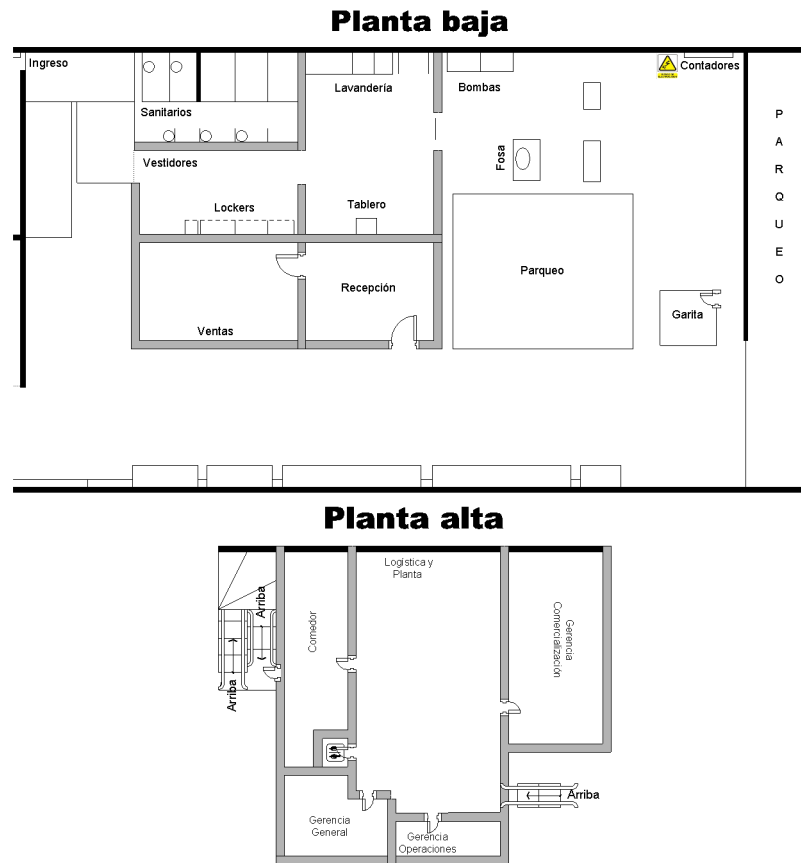 Planta baja
Ingreso
Contadores
Lavandería
Bombas
Sanitarios
PARQUEO
Fosa
Vestidores
Lockers
Tablero
Parqueo
Recepción
Garita
Ventas
Planta alta
Logística y
Planta
Arriba
Comedor
Gerencia
Comercialización
Arriba
Arriba
Gerencia
General
Gerencia
Operaciones